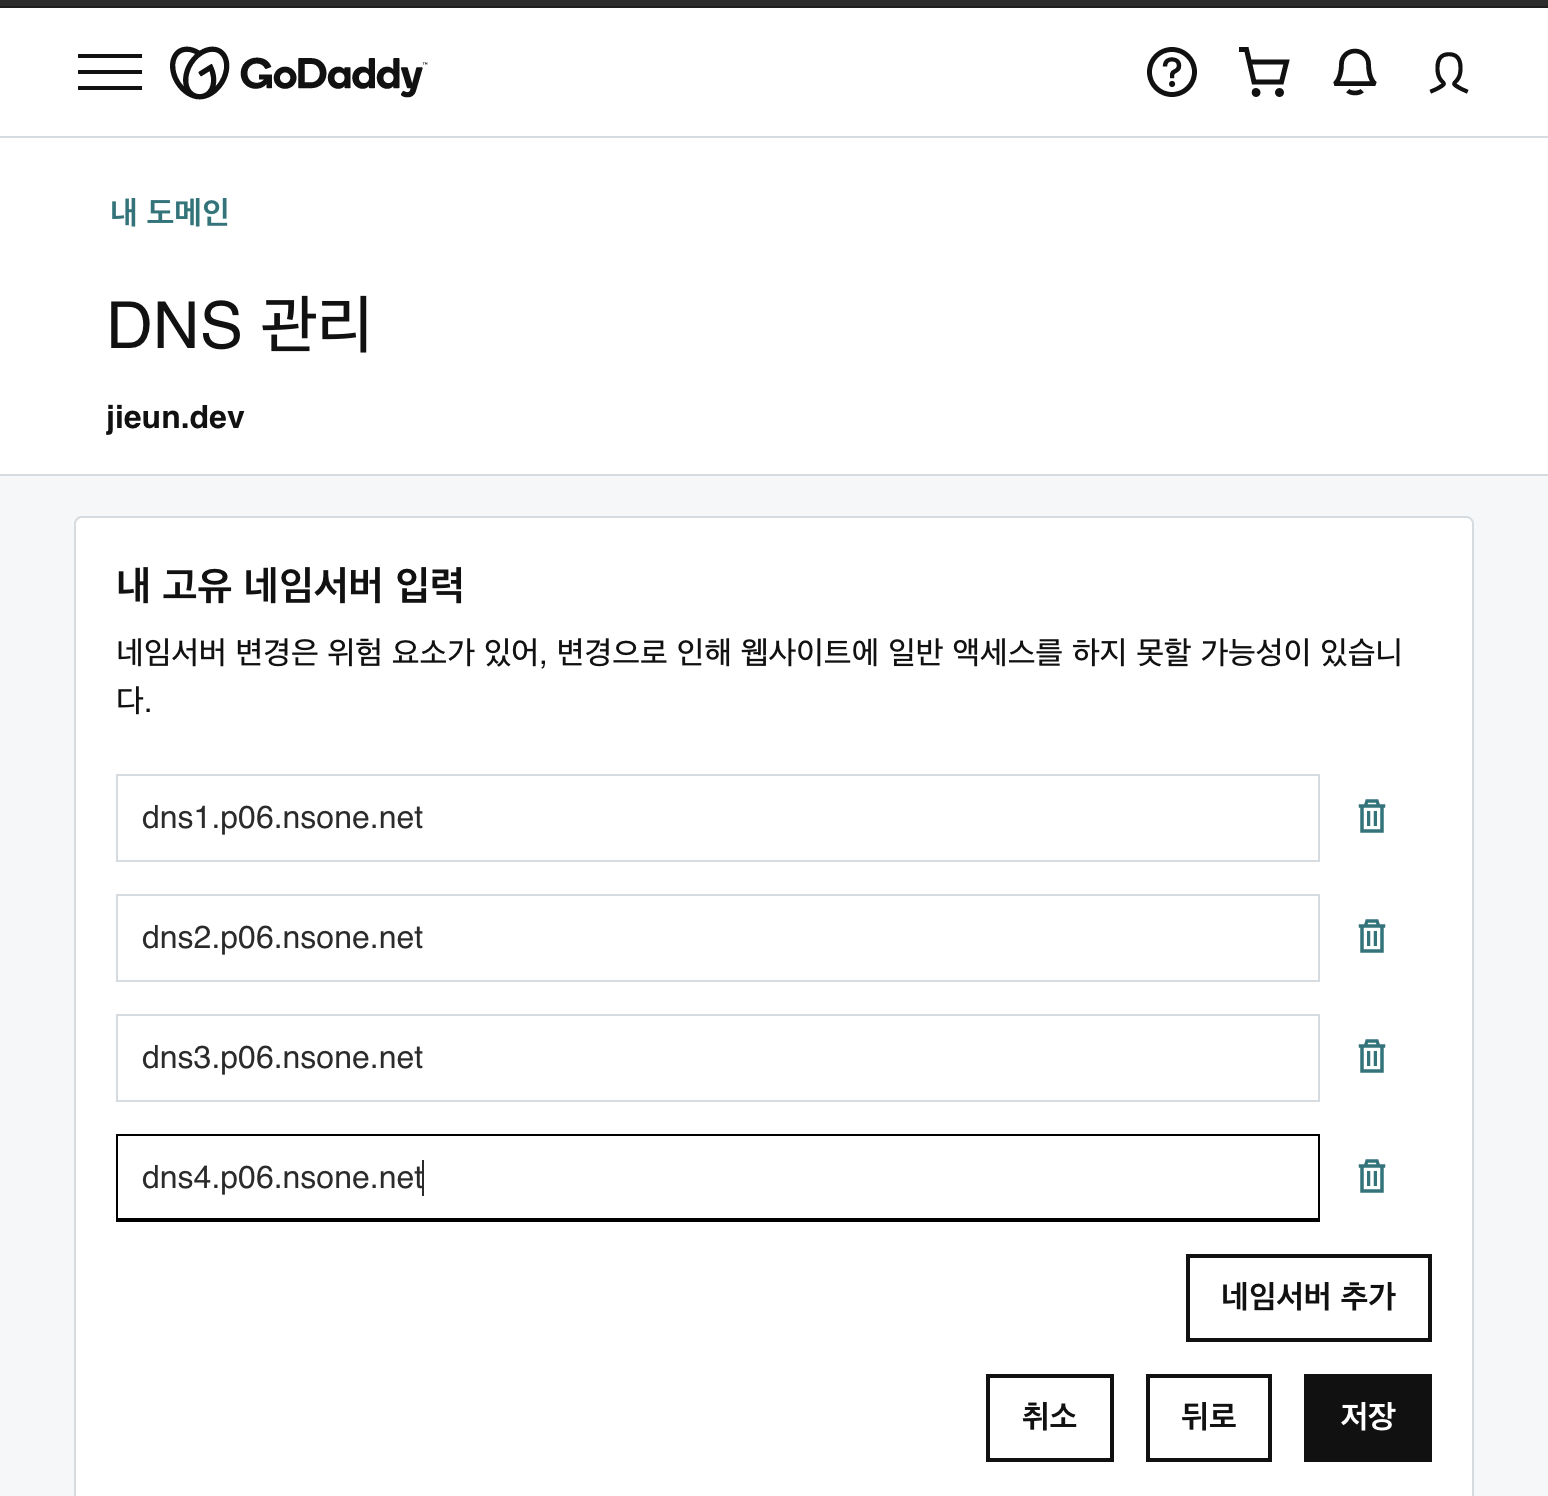 GoDaddy™
내 도메인
DNS 관리
jieun.dev
내 고유 네임서버 입력
네임서버 변경은 위험 요소가 있어, 변경으로 인해 웹사이트에 일반 액세스를 하지 못할 가능성이 있습니
다.
dns1.p06.nsone.net
dns2.p06.nsone.net
dns3.p06.nsone.net
dns4.p06.nsone.net
네임서버 추가
취소 뒤로 저장